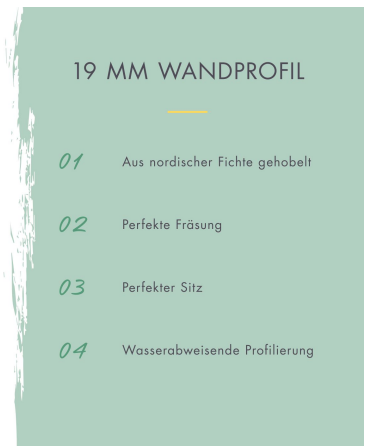 19 MM WANDPROFIL
01 Aus nordischer Fichte gehobelt
02 Perfekte Fräsung
03 Perfekter Sitz
04 Wasserabweisende Profilierung